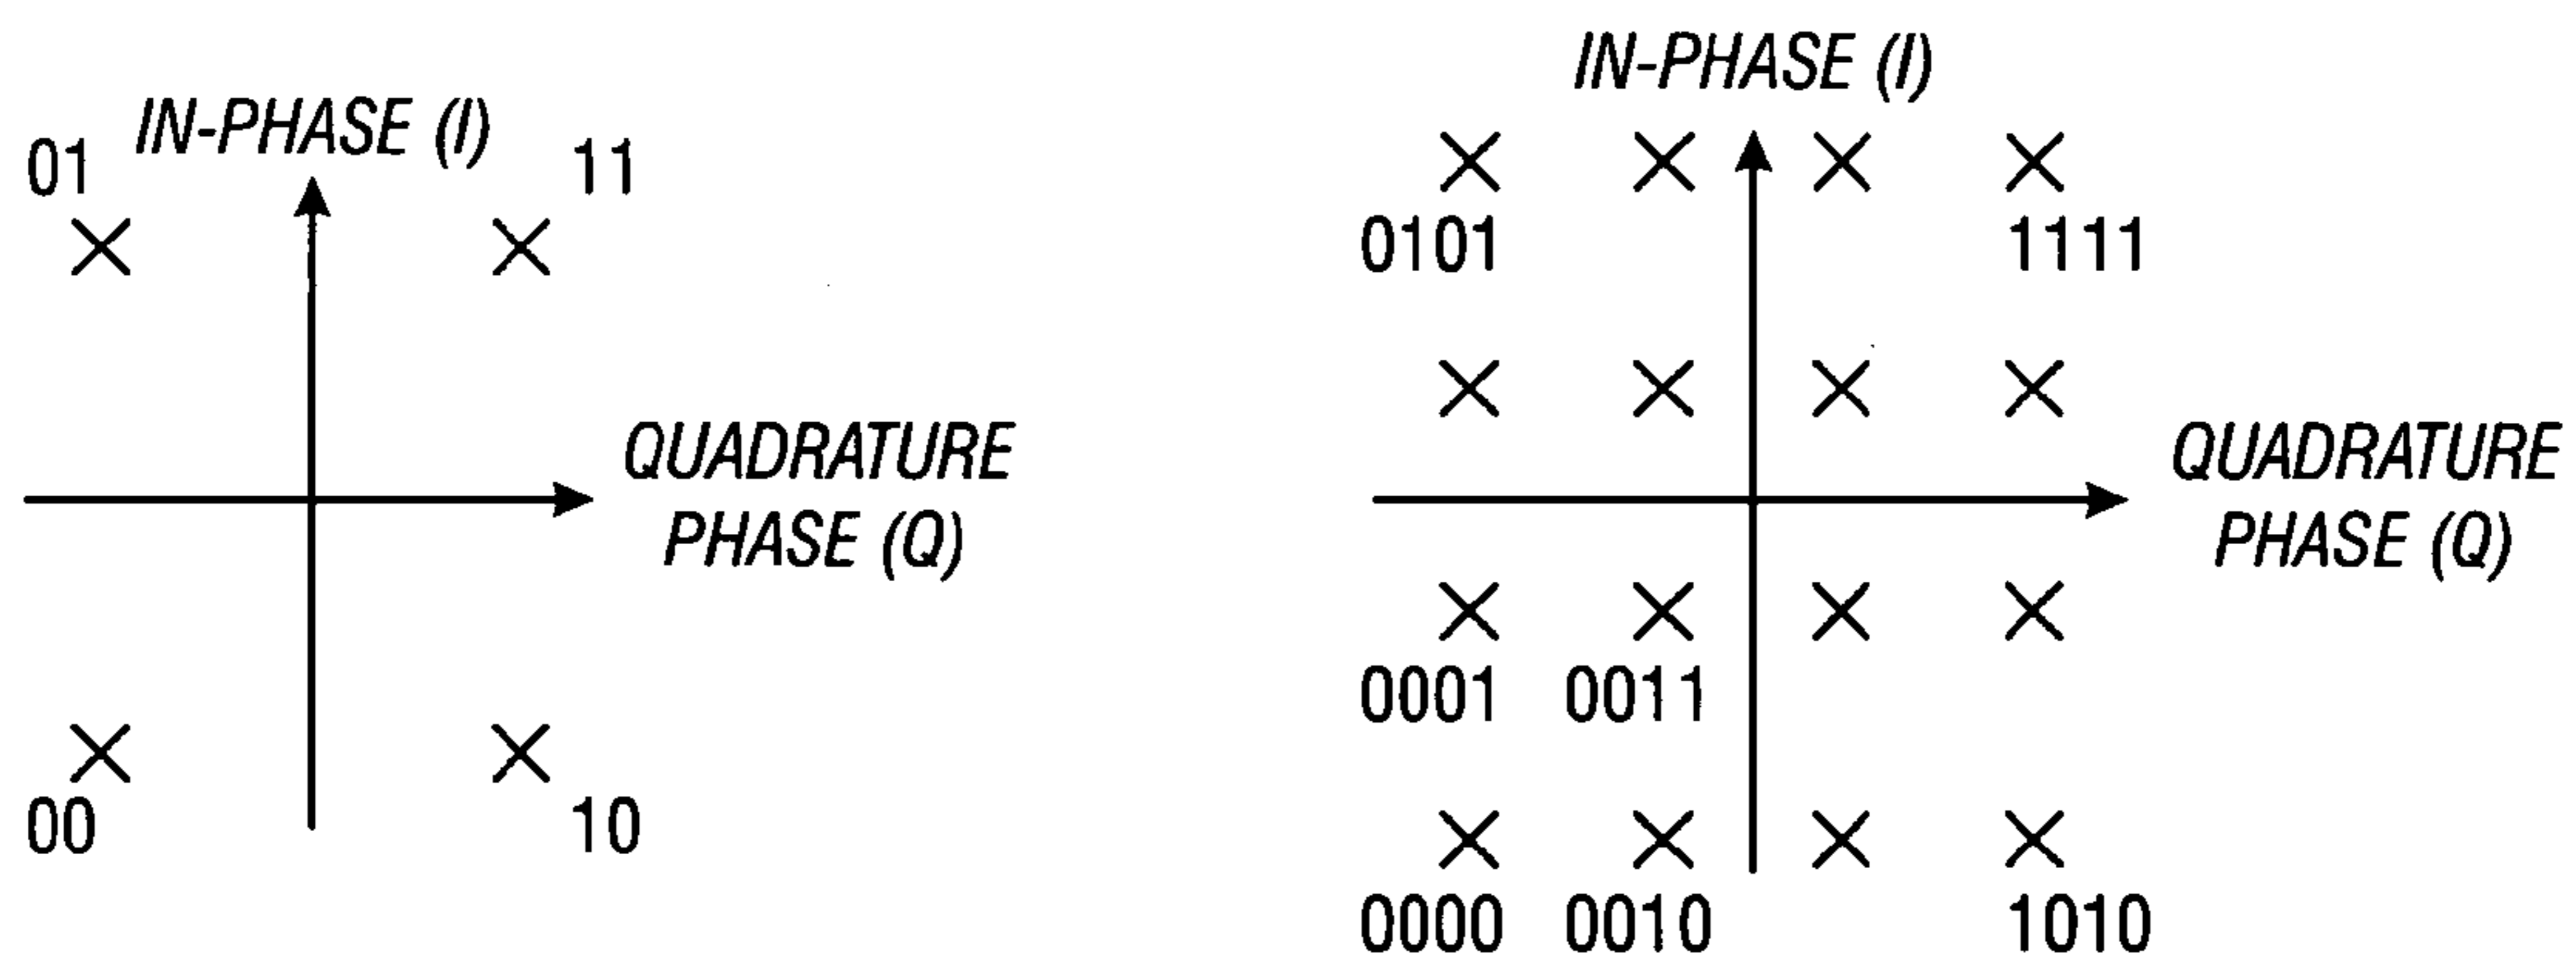 IN-PHASE (I)
01
11
QUADRATURE
PHASE (Q)
00
10
IN-PHASE (I)
0101
1111
QUADRATURE
PHASE (Q)
0001
0011
0000
0010
1010